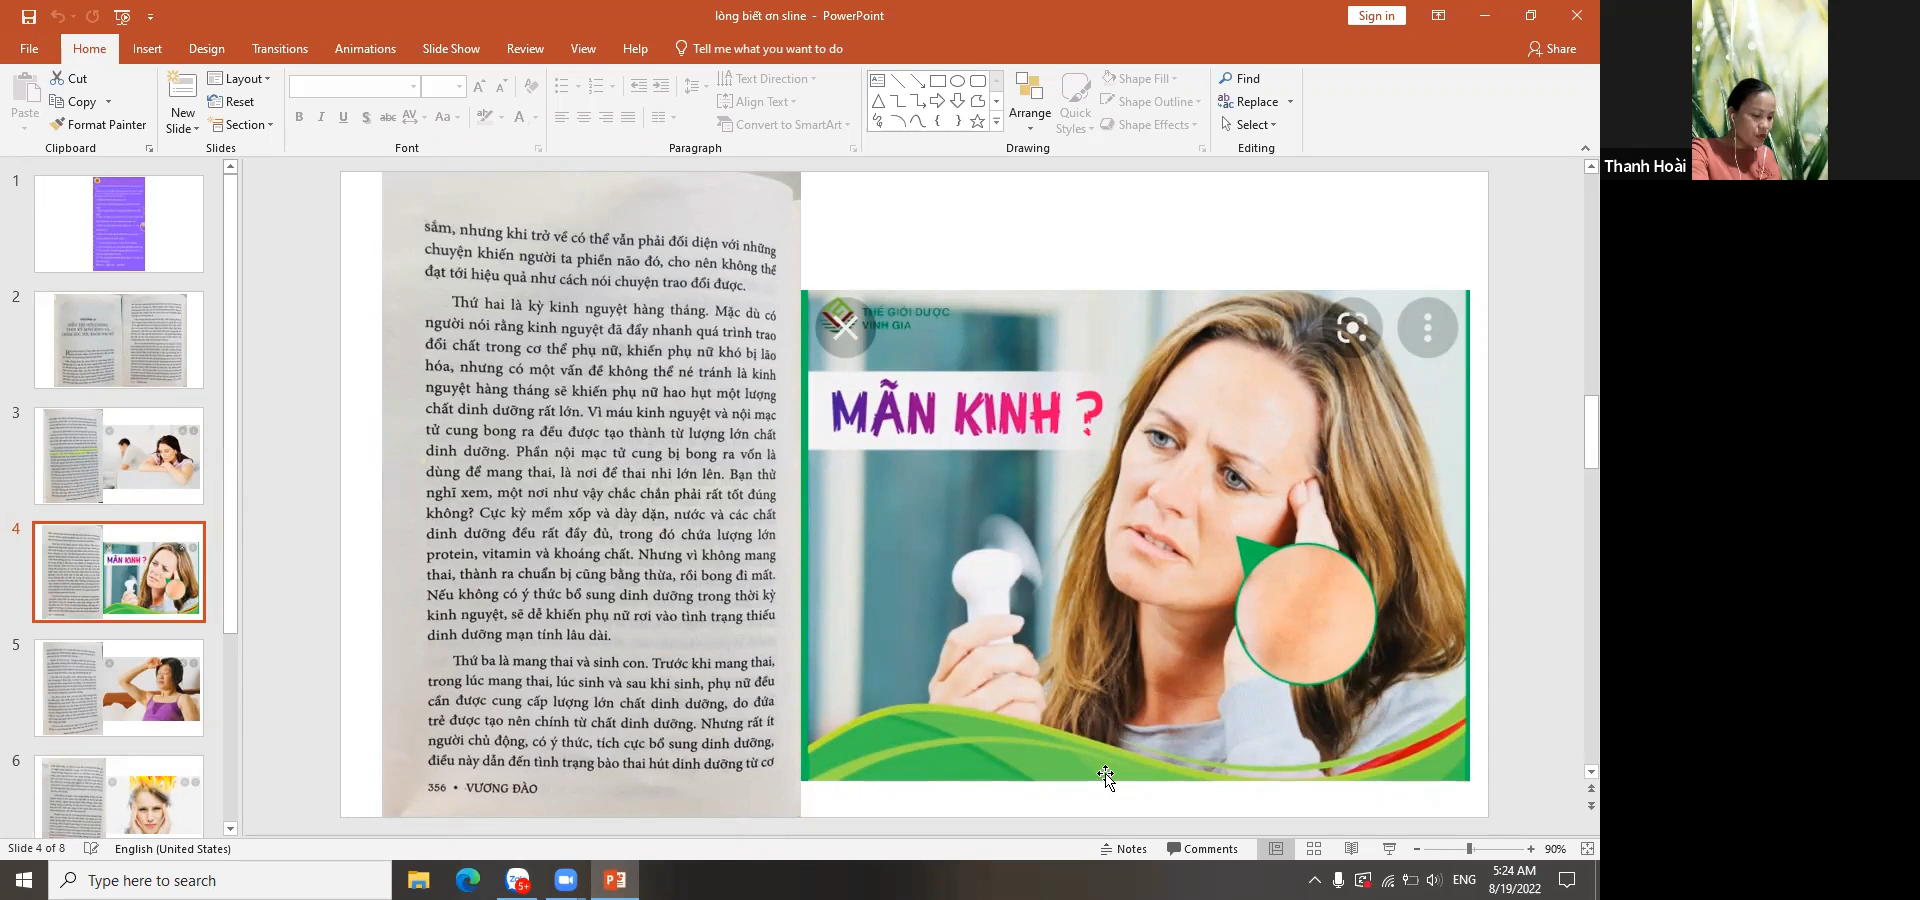 lòng biết ơn sline - PowerPoint
Sign in
File Home Insert Design Transitions Animations Slide Show Review View Help Tell me what you want to do Share
Paste Cut Copy Format Painter
New Slide Layout Reset Section
Text Direction Align Text Convert to SmartArt
Arrange Quick Styles Shape Fill Shape Outline Shape Effects
Find Replace Select
Clipboard Slides Font Paragraph Drawing Editing
Thanh Hoài
1
2
3
4
MÃN KINH ?
5
6
sắm, nhưng khi trở về có thể vẫn phải đối diện với những
chuyện khiến người ta phiền não đó, cho nên không thể
đạt tới hiệu quả như cách nói chuyện trao đổi được.
Thứ hai là kỳ kinh nguyệt hàng tháng. Mặc dù có
người nói rằng kinh nguyệt đã đẩy nhanh quá trình trao
đổi chất trong cơ thể phụ nữ, khiến phụ nữ khó bị lão
hóa, nhưng có một vấn đề không thể né tránh là kinh
nguyệt hàng tháng sẽ khiến phụ nữ hao hụt một lượng
chất dinh dưỡng rất lớn. Vì máu kinh nguyệt và nội mạc
tử cung bong ra đều được tạo thành từ lượng lớn chất
dinh dưỡng. Phần nội mạc tử cung bị bong ra vốn là
dùng để mang thai, là nơi để thai nhi lớn lên. Bạn thử
nghĩ xem, một nơi như vậy chắc chắn phải rất tốt đúng
không? Cực kỳ mềm xốp và dày dặn, nước và các chất
dinh dưỡng đều rất đầy đủ, trong đó chứa lượng lớn
protein, vitamin và khoáng chất. Nhưng vì không mang
thai, thành ra chuẩn bị cũng bằng thừa, rồi bong đi mất.
Nếu không có ý thức bổ sung dinh dưỡng trong thời kỳ
kinh nguyệt, sẽ dễ khiến phụ nữ rơi vào tình trạng thiếu
dinh dưỡng mạn tính lâu dài.
Thứ ba là mang thai và sinh con. Trước khi mang thai,
trong lúc mang thai, lúc sinh và sau khi sinh, phụ nữ đều
cần được cung cấp lượng lớn chất dinh dưỡng, do đứa
trẻ được tạo nên chính từ chất dinh dưỡng. Nhưng rất ít
người chủ động, có ý thức, tích cực bổ sung dinh dưỡng,
điều này dẫn đến tình trạng bào thai hút dinh dưỡng từ cơ
356 • VƯƠNG ĐÀO
THẾ GIỚI DƯỢC
VINH GIA
MÃN KINH ?
Slide 4 of 8 English (United States) Notes Comments 90%
Type here to search
5+
ENG
5:24 AM
8/19/2022